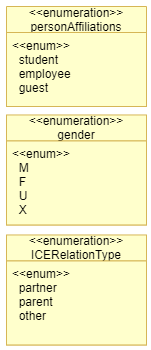 <<enumeration>>
personAffiliations
<<enum>>
student
employee
guest
<<enumeration>>
gender
<<enum>>
M
F
U
X
<<enumeration>>
ICERelationType
<<enum>>
partner
parent
other